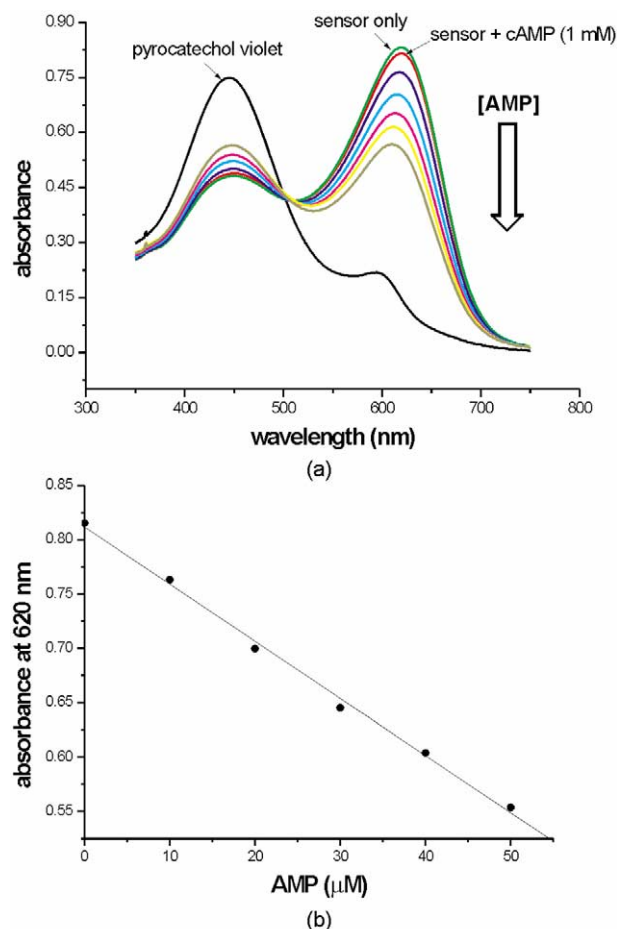 sensor only
sensor + cAMP (1 mM)
pyrocatechol violet
[AMP]
absorbance
0.90
0.75
0.60
0.45
0.30
0.15
0.00
300 400 500 600 700 800
wavelength (nm)
(a)
absorbance at 620 nm
0.85
0.80
0.75
0.70
0.65
0.60
0.55
0 10 20 30 40 50
AMP (μM)
(b)